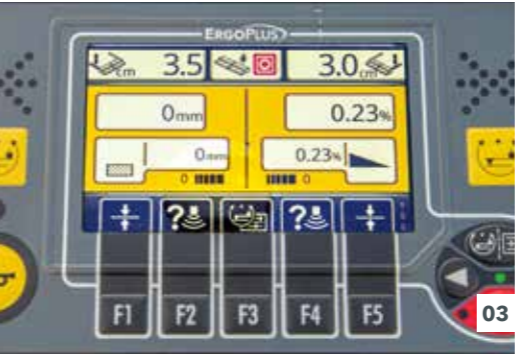 ERGOPLUS
cm 3.5 3.0 cm
0mm 0.23%
0mm 0.23%
0 0
? ?
F1 F2 F3 F4 F5
03